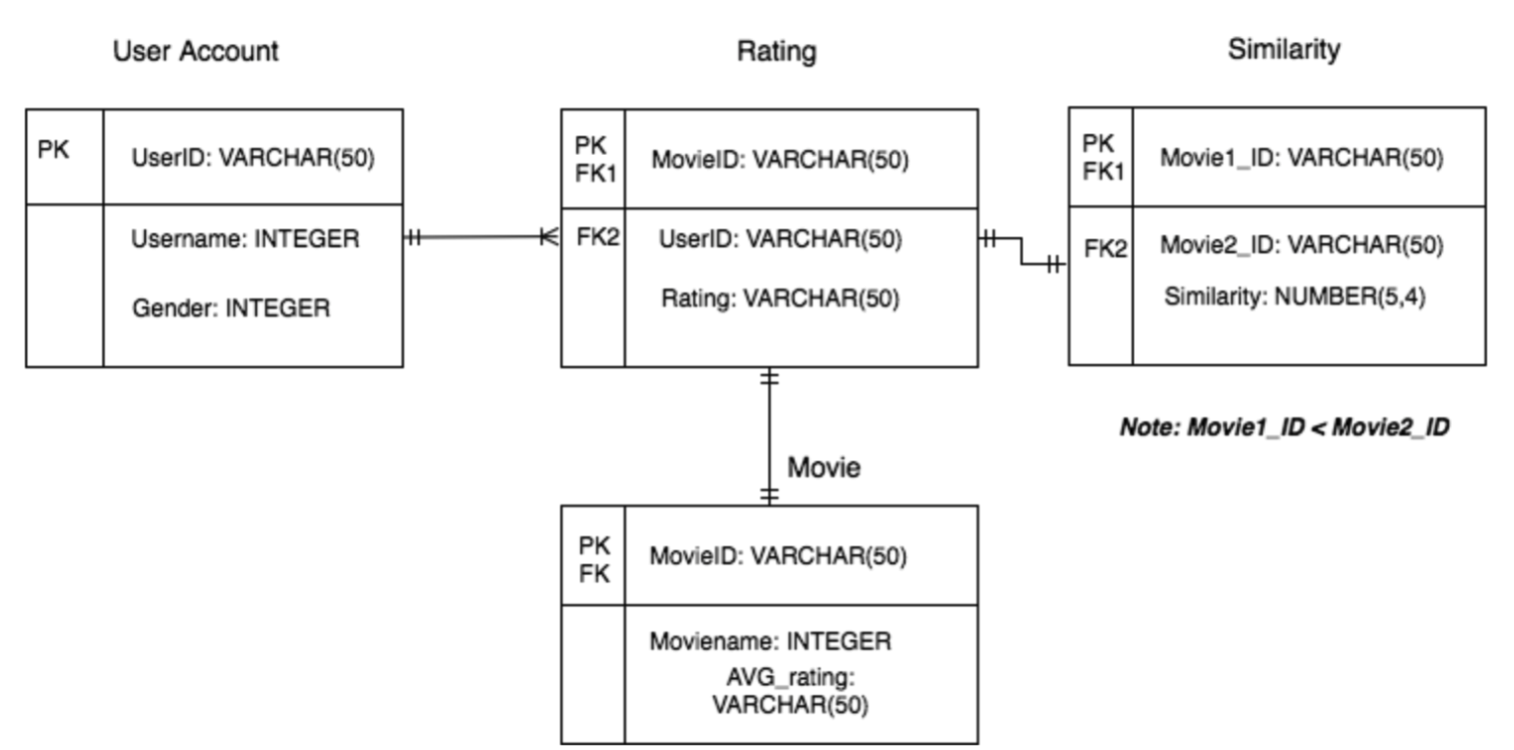 User Account
PK
UserID: VARCHAR(50)
Username: INTEGER
Gender: INTEGER
Rating
PK
FK1
MovieID: VARCHAR(50)
FK2
UserID: VARCHAR(50)
Rating: VARCHAR(50)
Similarity
PK
FK1
Movie1_ID: VARCHAR(50)
FK2
Movie2_ID: VARCHAR(50)
Similarity: NUMBER(5,4)
Note: Movie1_ID < Movie2_ID
Movie
PK
FK
MovieID: VARCHAR(50)
Moviename: INTEGER
AVG_rating:
VARCHAR(50)